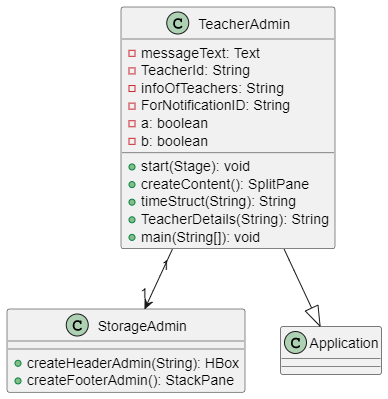 C TeacherAdmin
messageText: Text
TeacherId: String
infoOfTeachers: String
ForNotificationID: String
a: boolean
b: boolean
start(Stage): void
createContent(): SplitPane
timeStruct(String): String
TeacherDetails(String): String
main(String[]): void
1
1
C StorageAdmin
createHeaderAdmin(String): HBox
createFooterAdmin(): StackPane
C Application